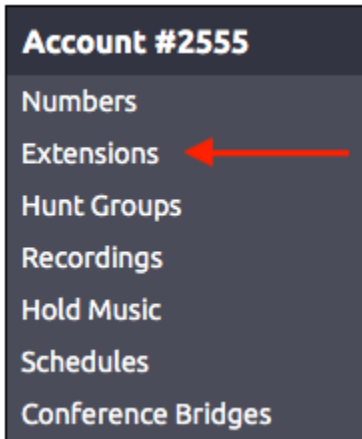 Account #2555
Numbers
Extensions
Hunt Groups
Recordings
Hold Music
Schedules
Conference Bridges